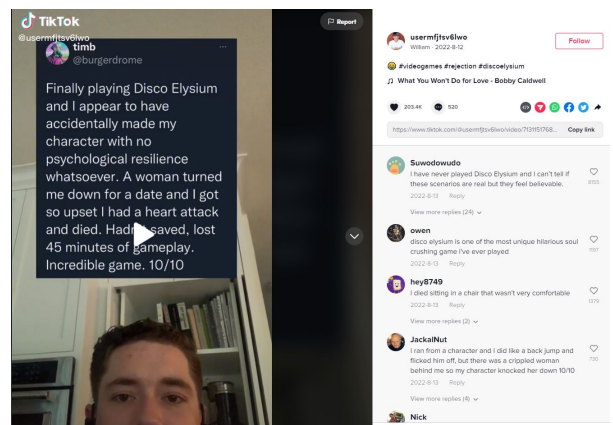 TikTok
@usermfjtsv6lwo
Report
timb
@burgerdrome
Finally playing Disco Elysium
and I appear to have
accidentally made my
character with no
psychological resilience
whatsoever. A woman turned
me down for a date and I got
so upset I had a heart attack
and died. Hadn't saved, lost
45 minutes of gameplay.
Incredible game. 10/10
usermfjtsv6lwo
William · 2022-8-12
Follow
#videogames #rejection #discoelysium
What You Won't Do for Love - Bobby Caldwell
203.4K
520
Copy link
Suwodowudo
I have never played Disco Elysium and I can't tell if
these scenarios are real but they feel believable.
2022-8-13 Reply
View more replies (24)
owen
disco elysium is one of the most unique hilarious soul
crushing game I've ever played
2022-8-13 Reply
hey8749
I died sitting in a chair that wasn't very comfortable
2022-8-13 Reply
View more replies (2)
JackalNut
I ran from a character and I did like a back jump and
flicked him off, but there was a crippled woman
behind me so my character knocked her down 10/10
2022-8-13 Reply
View more replies (4)
Nick